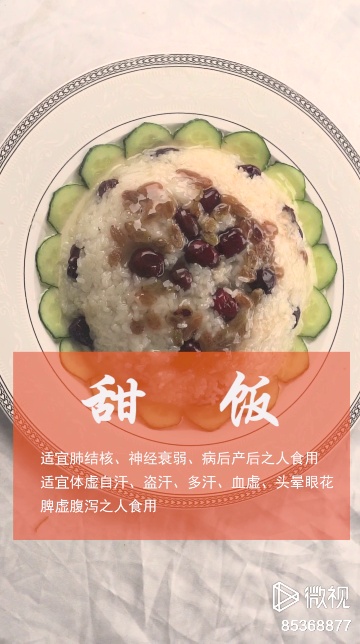 甜 饭
适宜肺结核、神经衰弱、病后产后之人食用
适宜体虚自汗、盗汗、多汗、血虚、头晕眼花
脾虚腹泻之人食用
微视
85368877